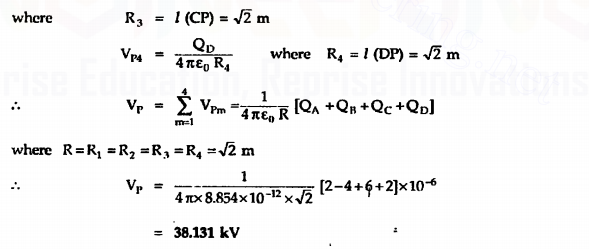 where R₃ = l (CP) = √2 m
V_P4 = Q_D / 4πε₀ R₄ where R₄ = l (DP) = √2 m
∴ V_P = Σ_{m=1}^{4} V_Pm = 1 / 4πε₀ R [Q_A + Q_B + Q_C + Q_D]
where R = R₁ = R₂ = R₃ = R₄ = √2 m
∴ V_P = 1 / 4π × 8.854 × 10⁻¹² × √2 [2 − 4 + 6 + 2] × 10⁻⁶
= 38.131 kV